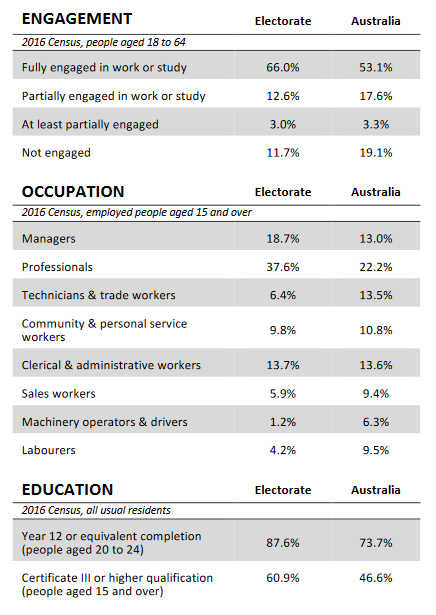 ENGAGEMENT Electorate Australia
2016 Census, people aged 18 to 64
Fully engaged in work or study 66.0% 53.1%
Partially engaged in work or study 12.6% 17.6%
At least partially engaged 3.0% 3.3%
Not engaged 11.7% 19.1%
OCCUPATION Electorate Australia
2016 Census, employed people aged 15 and over
Managers 18.7% 13.0%
Professionals 37.6% 22.2%
Technicians & trade workers 6.4% 13.5%
Community & personal service
workers 9.8% 10.8%
Clerical & administrative workers 13.7% 13.6%
Sales workers 5.9% 9.4%
Machinery operators & drivers 1.2% 6.3%
Labourers 4.2% 9.5%
EDUCATION Electorate Australia
2016 Census, all usual residents
Year 12 or equivalent completion
(people aged 20 to 24) 87.6% 73.7%
Certificate III or higher qualification
(people aged 15 and over) 60.9% 46.6%